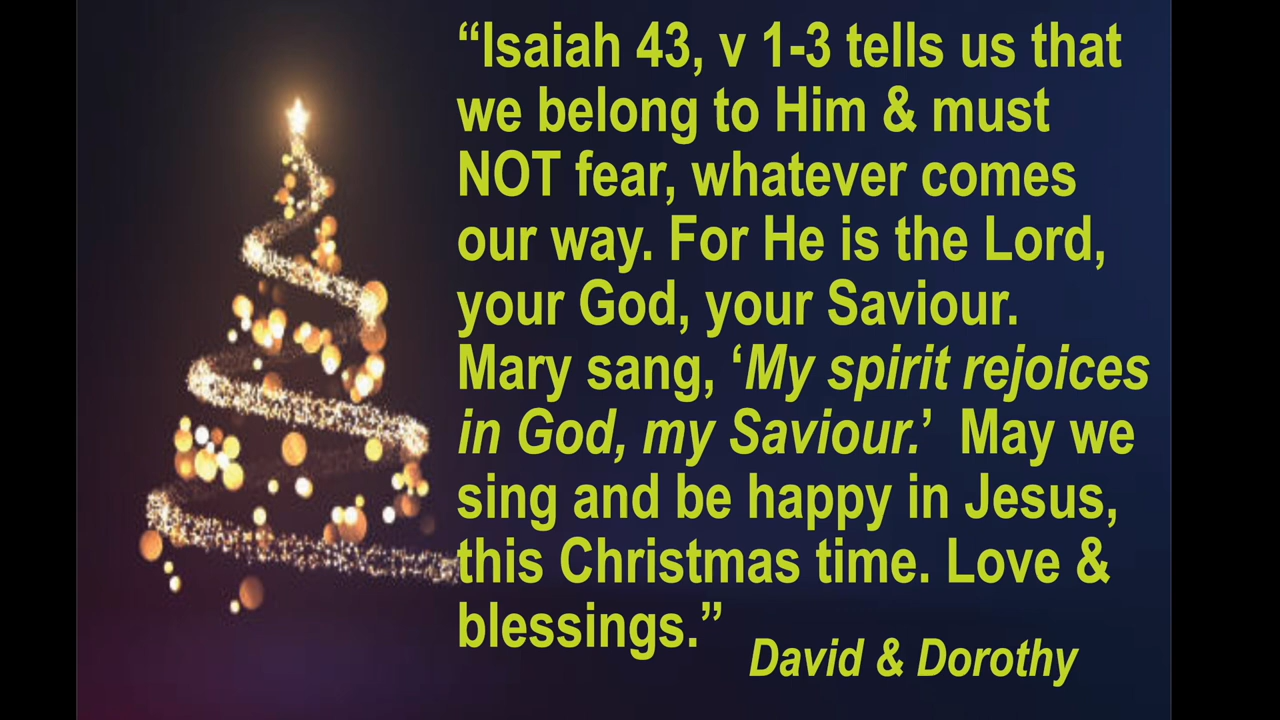 “Isaiah 43, v 1-3 tells us that
we belong to Him & must
NOT fear, whatever comes
our way. For He is the Lord,
your God, your Saviour.
Mary sang, ‘My spirit rejoices
in God, my Saviour.’ May we
sing and be happy in Jesus,
this Christmas time. Love &
blessings.”
David & Dorothy